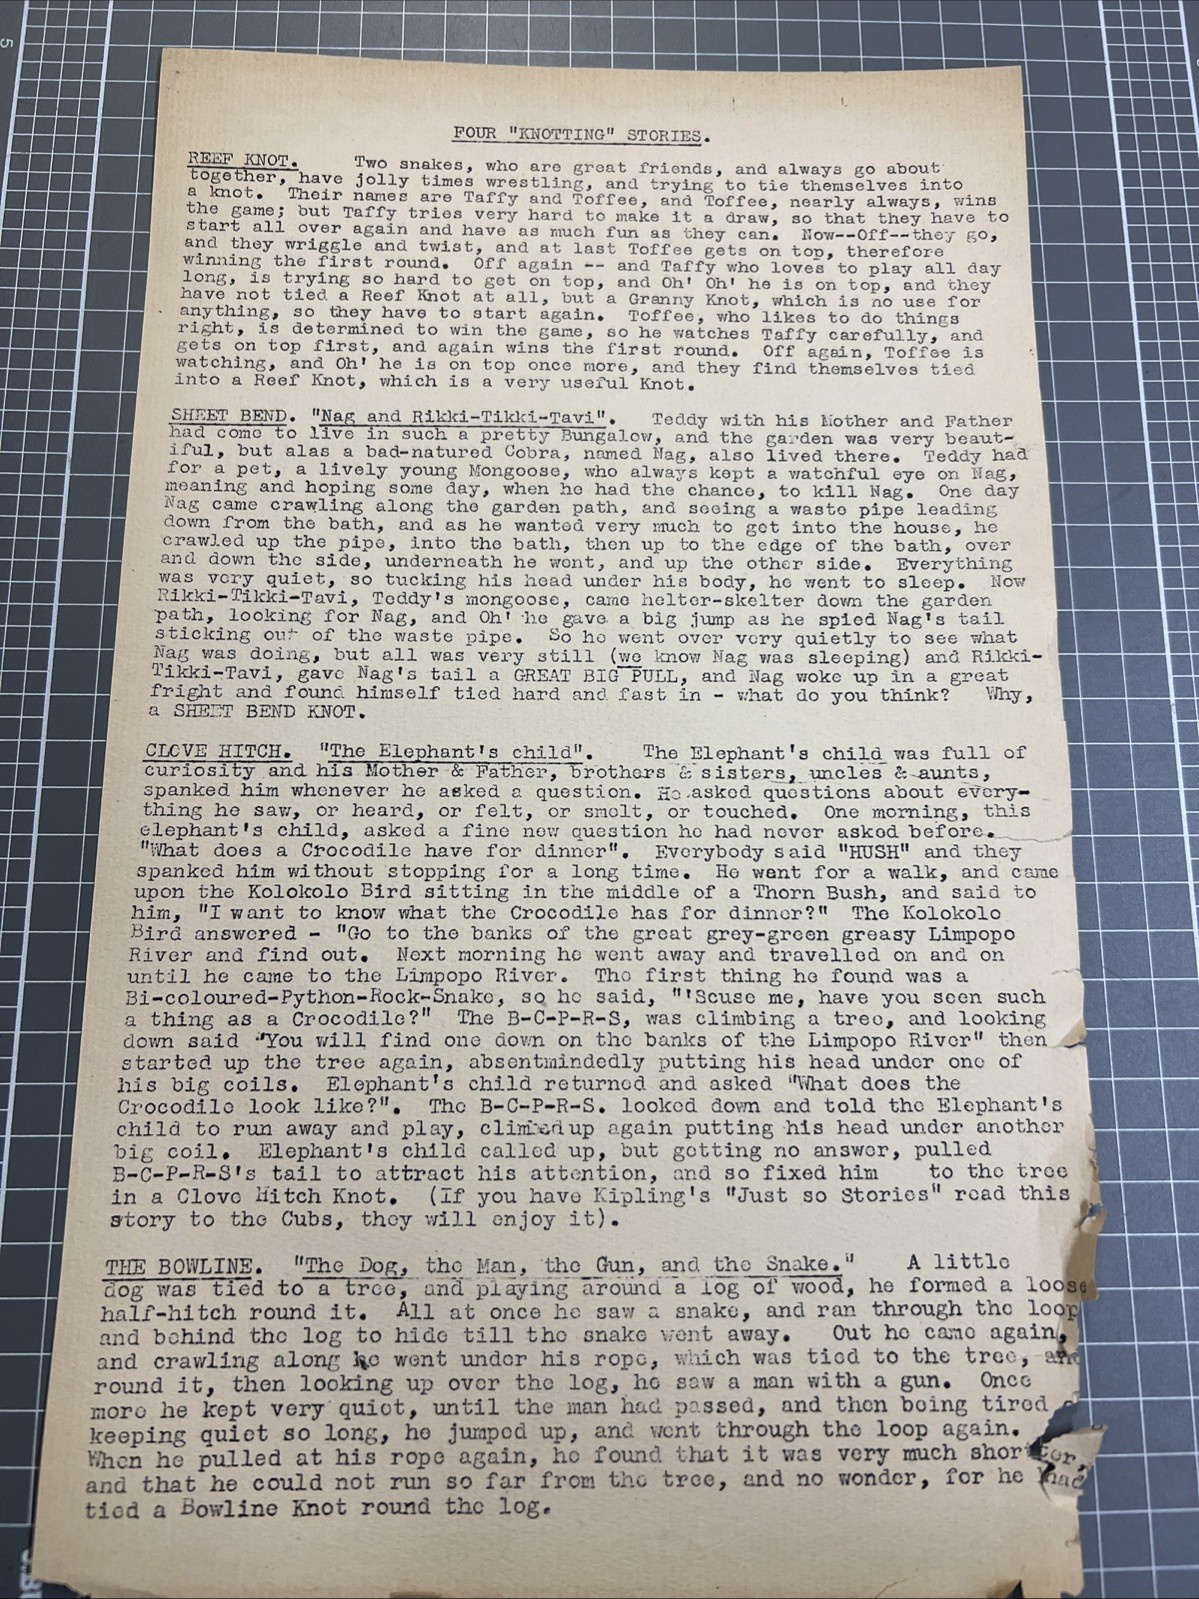 FOUR "KNOTTING" STORIES.
REEF KNOT. Two snakes, who are great friends, and always go about
together, have jolly times wrestling, and trying to tie themselves into
a knot. Their names are Taffy and Toffee, and Toffee, nearly always, wins
the game; but Taffy tries very hard to make it a draw, so that they have to
start all over again and have as much fun as they can. Now--Off--they go,
and they wriggle and twist, and at last Toffee gets on top, therefore
winning the first round. Off again -- and Taffy who loves to play all day
long, is trying so hard to get on top, and Oh' Oh' he is on top, and they
have not tied a Reef Knot at all, but a Granny Knot, which is no use for
anything, so they have to start again. Toffee, who likes to do things
right, is determined to win the game, so he watches Taffy carefully, and
gets on top first, and again wins the first round. Off again, Toffee is
watching, and Oh' he is on top once more, and they find themselves tied
into a Reef Knot, which is a very useful Knot.
SHEET BEND. "Nag and Rikki-Tikki-Tavi". Teddy with his Mother and Father
had come to live in such a pretty Bungalow, and the garden was very beaut-
iful, but alas a bad-natured Cobra, named Nag, also lived there. Teddy had
for a pet, a lively young Mongoose, who always kept a watchful eye on Nag,
meaning and hoping some day, when he had the chance, to kill Nag. One day
Nag came crawling along the garden path, and seeing a waste pipe leading
down from the bath, and as he wanted very much to get into the house, he
crawled up the pipe, into the bath, then up to the edge of the bath, over
and down the side, underneath he went, and up the other side. Everything
was very quiet, so tucking his head under his body, he went to sleep. Now
Rikki-Tikki-Tavi, Teddy's mongoose, came helter-skelter down the garden
path, looking for Nag, and Oh' he gave a big jump as he spied Nag's tail
sticking out of the waste pipe. So he went over very quietly to see what
Nag was doing, but all was very still (we know Nag was sleeping) and Rikki-
Tikki-Tavi, gave Nag's tail a GREAT BIG PULL, and Nag woke up in a great
fright and found himself tied hard and fast in - what do you think? Why,
a SHEET BEND KNOT.
CLOVE HITCH. "The Elephant's child". The Elephant's child was full of
curiosity and his Mother & Father, brothers & sisters, uncles & aunts,
spanked him whenever he asked a question. He asked questions about every-
thing he saw, or heard, or felt, or smelt, or touched. One morning, this
elephant's child, asked a fine new question he had never asked before.
"What does a Crocodile have for dinner". Everybody said "HUSH" and they
spanked him without stopping for a long time. He went for a walk, and came
upon the Kolokolo Bird sitting in the middle of a Thorn Bush, and said to
him, "I want to know what the Crocodile has for dinner?" The Kolokolo
Bird answered - "Go to the banks of the great grey-green greasy Limpopo
River and find out. Next morning he went away and travelled on and on
until he came to the Limpopo River. The first thing he found was a
Bi-coloured-Python-Rock-Snake, so he said, "'Scuse me, have you seen such
a thing as a Crocodile?" The B-C-P-R-S, was climbing a tree, and looking
down said "You will find one down on the banks of the Limpopo River" then
started up the tree again, absentmindedly putting his head under one of
his big coils. Elephant's child returned and asked "What does the
Crocodile look like?". The B-C-P-R-S. looked down and told the Elephant's
child to run away and play, climbed up again putting his head under another
big coil. Elephant's child called up, but getting no answer, pulled
B-C-P-R-S's tail to attract his attention, and so fixed him to the tree
in a Clove Hitch Knot. (If you have Kipling's "Just so Stories" read this
story to the Cubs, they will enjoy it).
THE BOWLINE. "The Dog, the Man, the Gun, and the Snake." A little
dog was tied to a tree, and playing around a log of wood, he formed a loose
half-hitch round it. All at once he saw a snake, and ran through the loop
and behind the log to hide till the snake went away. Out he came again,
and crawling along he went under his rope, which was tied to the tree, and
round it, then looking up over the log, he saw a man with a gun. Once
more he kept very quiet, until the man had passed, and then being tired
keeping quiet so long, he jumped up, and went through the loop again.
When he pulled at his rope again, he found that it was very much shorter,
and that he could not run so far from the tree, and no wonder, for he had
tied a Bowline Knot round the log.